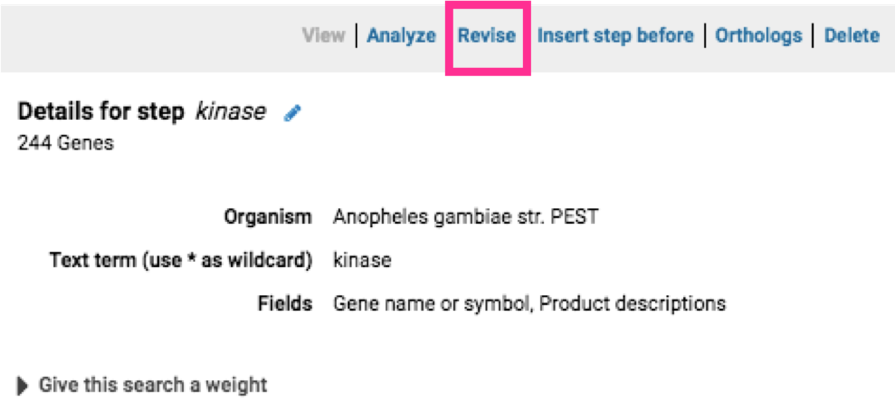 View | Analyze Revise Insert step before | Orthologs | Delete
Details for step kinase
244 Genes
Organism Anopheles gambiae str. PEST
Text term (use * as wildcard) kinase
Fields Gene name or symbol, Product descriptions
Give this search a weight